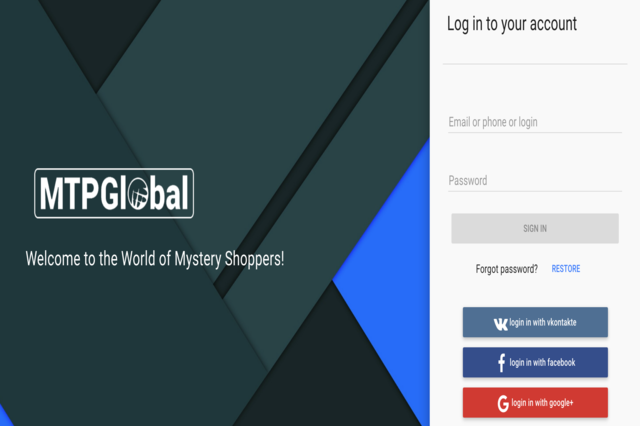 MTPGlobal
Welcome to the World of Mystery Shoppers!
Log in to your account
Email or phone or login
Password
SIGN IN
Forgot password? RESTORE
login in with vkontakte
login in with facebook
login in with google+